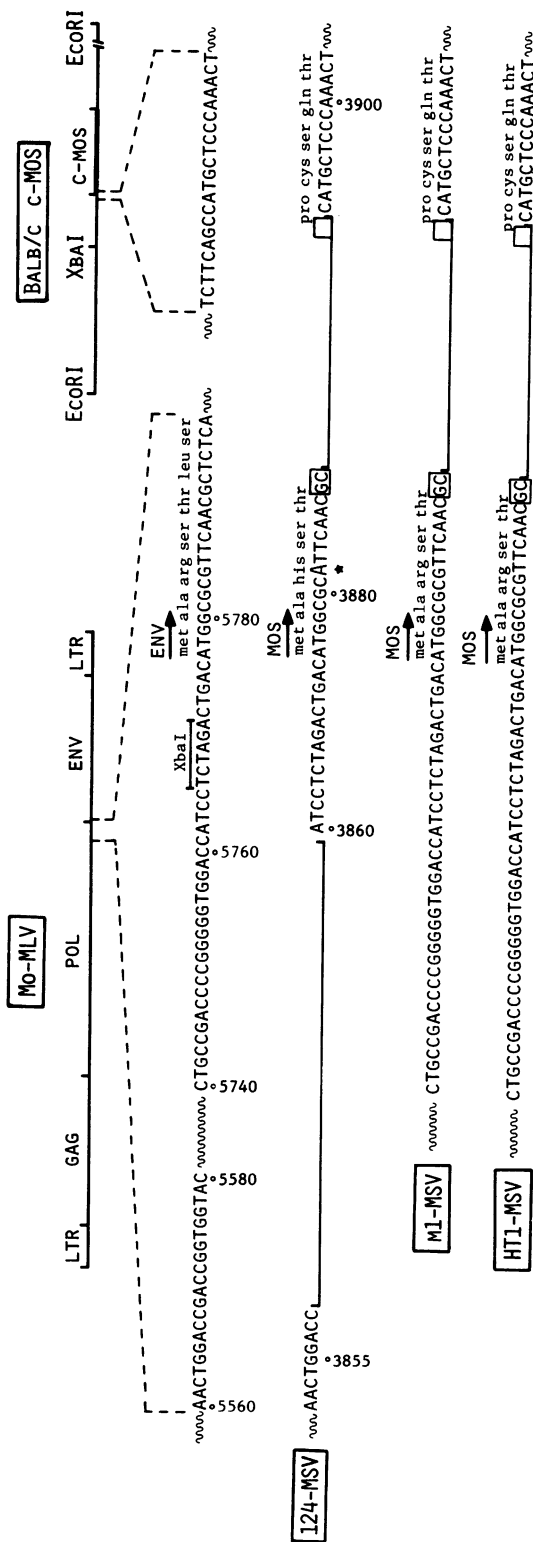 Mo-MLV
BALB/C C-MOS
LTR GAG POL ENV LTR
EcoRI XBAI C-MOS EcoRI
XbaI
ENV
met ala arg ser thr leu ser
AACTGGACCGACCGGTGGTAC CTGCCGACCCCGGGGGTGGACCATCCTCTAGACTGACATGGCGCGTTCAACGCTCTCA
TCTTCAGCCATGCTCCCAAACT
5560 5580 5740 5760 5780
124-MSV
MOS
met ala his ser thr pro cys ser gln thr
AACTGGACC ATCCTCTAGACTGACATGGCGCATTCAACGC CATGCTCCCAAACT
3855 3860 3880 3900
★
M1-MSV
MOS
met ala arg ser thr pro cys ser gln thr
CTGCCGACCCCGGGGGTGGACCATCCTCTAGACTGACATGGCGCGTTCAACGC CATGCTCCCAAACT
HT1-MSV
MOS
met ala arg ser thr pro cys ser gln thr
CTGCCGACCCCGGGGGTGGACCATCCTCTAGACTGACATGGCGCGTTCAACGC CATGCTCCCAAACT